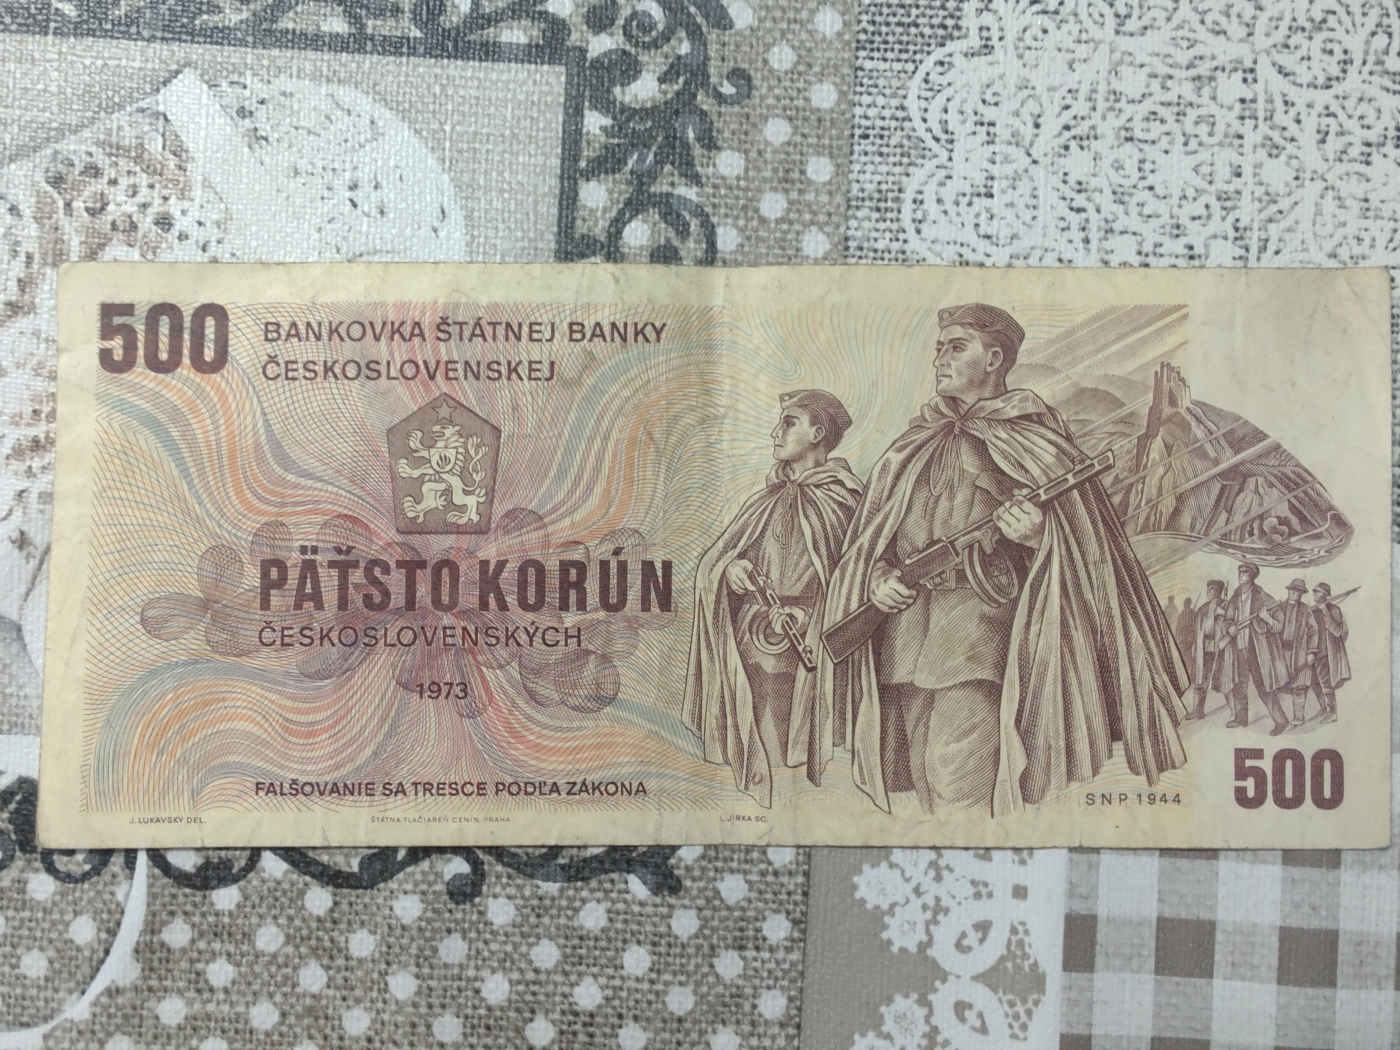 500
BANKOVKA ŠTÁTNEJ BANKY
ČESKOSLOVENSKEJ
PÄŤSTO KORÚN
ČESKOSLOVENSKÝCH
1973
FALŠOVANIE SA TRESCE PODĽA ZÁKONA
J. LUKAVSKÝ DEL.
ŠTÁTNA TLAČIAREŇ CENÍN, PRAHA
L. JIRKA SC.
SNP 1944
500